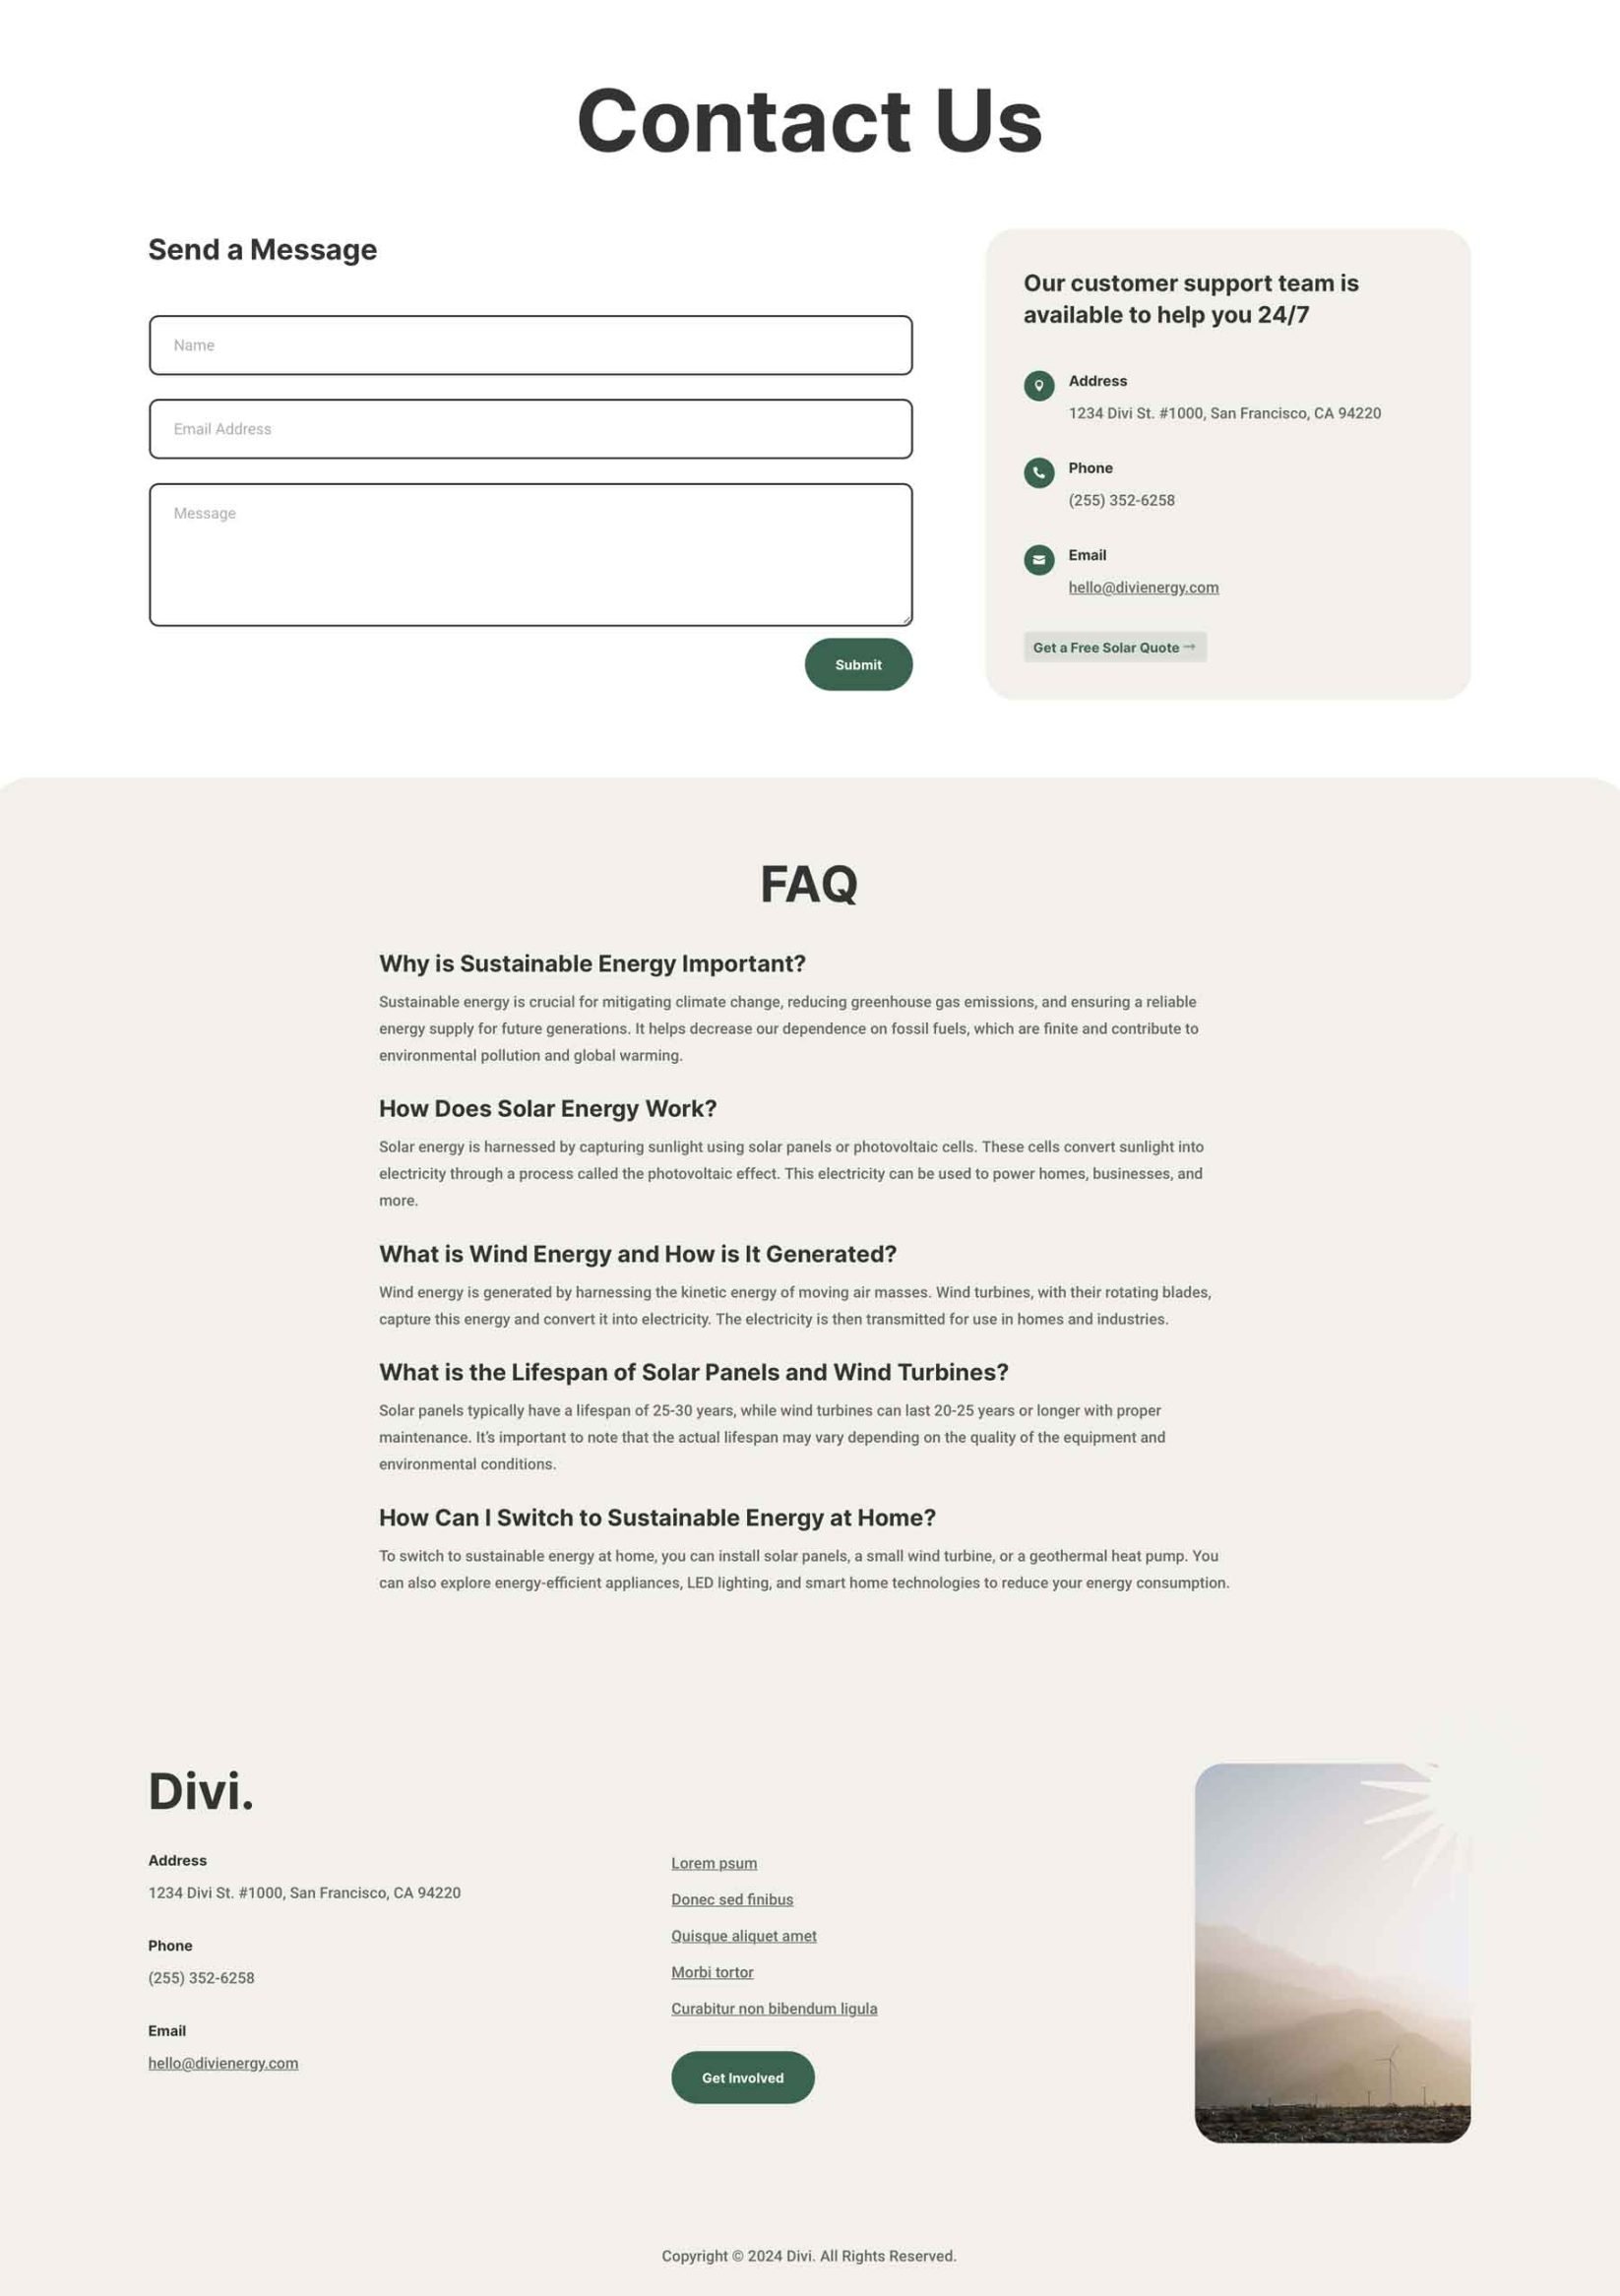 Contact Us
Send a Message
Name
Email Address
Message
Submit
Our customer support team is
available to help you 24/7
Address
1234 Divi St. #1000, San Francisco, CA 94220
Phone
(255) 352-6258
Email
hello@divienergy.com
Get a Free Solar Quote →
FAQ
Why is Sustainable Energy Important?
Sustainable energy is crucial for mitigating climate change, reducing greenhouse gas emissions, and ensuring a reliable
energy supply for future generations. It helps decrease our dependence on fossil fuels, which are finite and contribute to
environmental pollution and global warming.
How Does Solar Energy Work?
Solar energy is harnessed by capturing sunlight using solar panels or photovoltaic cells. These cells convert sunlight into
electricity through a process called the photovoltaic effect. This electricity can be used to power homes, businesses, and
more.
What is Wind Energy and How is It Generated?
Wind energy is generated by harnessing the kinetic energy of moving air masses. Wind turbines, with their rotating blades,
capture this energy and convert it into electricity. The electricity is then transmitted for use in homes and industries.
What is the Lifespan of Solar Panels and Wind Turbines?
Solar panels typically have a lifespan of 25-30 years, while wind turbines can last 20-25 years or longer with proper
maintenance. It's important to note that the actual lifespan may vary depending on the quality of the equipment and
environmental conditions.
How Can I Switch to Sustainable Energy at Home?
To switch to sustainable energy at home, you can install solar panels, a small wind turbine, or a geothermal heat pump. You
can also explore energy-efficient appliances, LED lighting, and smart home technologies to reduce your energy consumption.
Divi.
Address
1234 Divi St. #1000, San Francisco, CA 94220
Phone
(255) 352-6258
Email
hello@divienergy.com
Lorem psum
Donec sed finibus
Quisque aliquet amet
Morbi tortor
Curabitur non bibendum ligula
Get Involved
Copyright © 2024 Divi. All Rights Reserved.